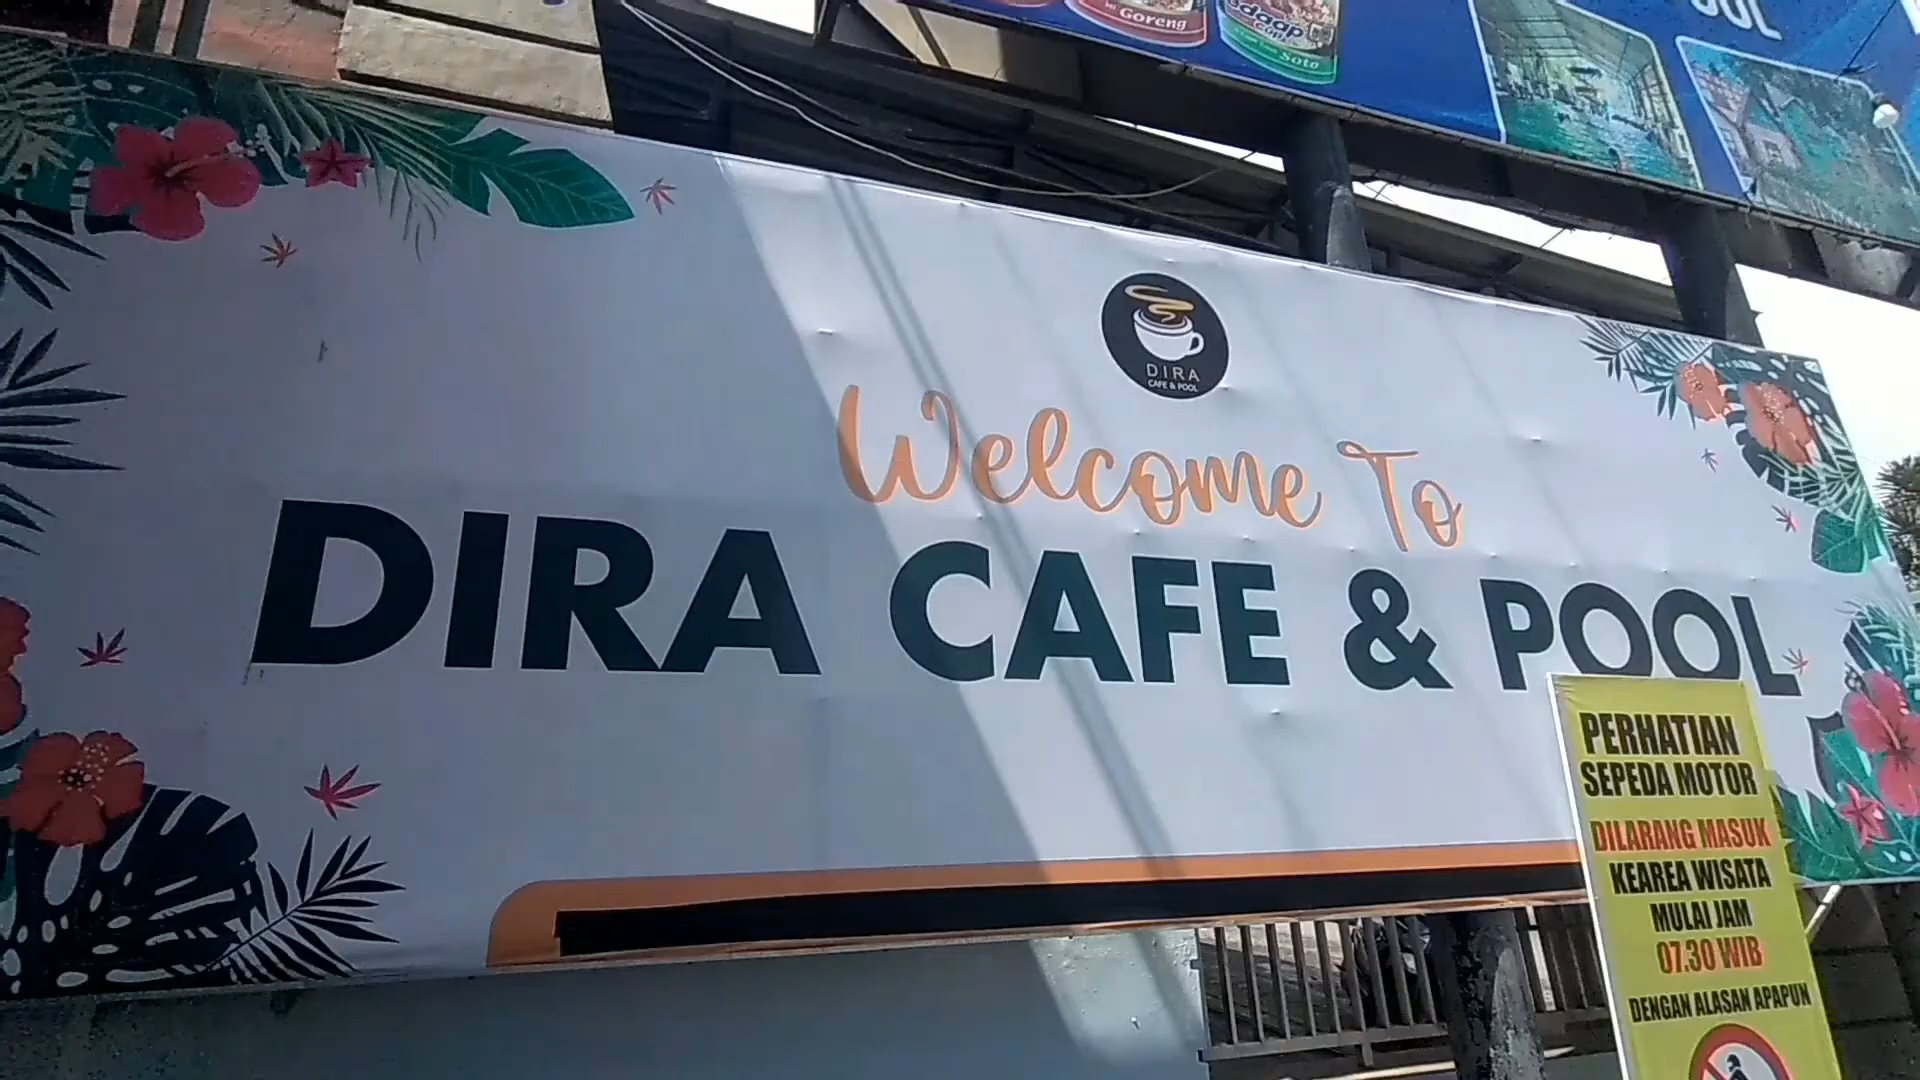 Goreng
Soto
DIRA
CAFE & POOL
Welcome To
DIRA CAFE & POOL
PERHATIAN
SEPEDA MOTOR
DILARANG MASUK
KEAREA WISATA
MULAI JAM
07.30 WIB
DENGAN ALASAN APAPUN